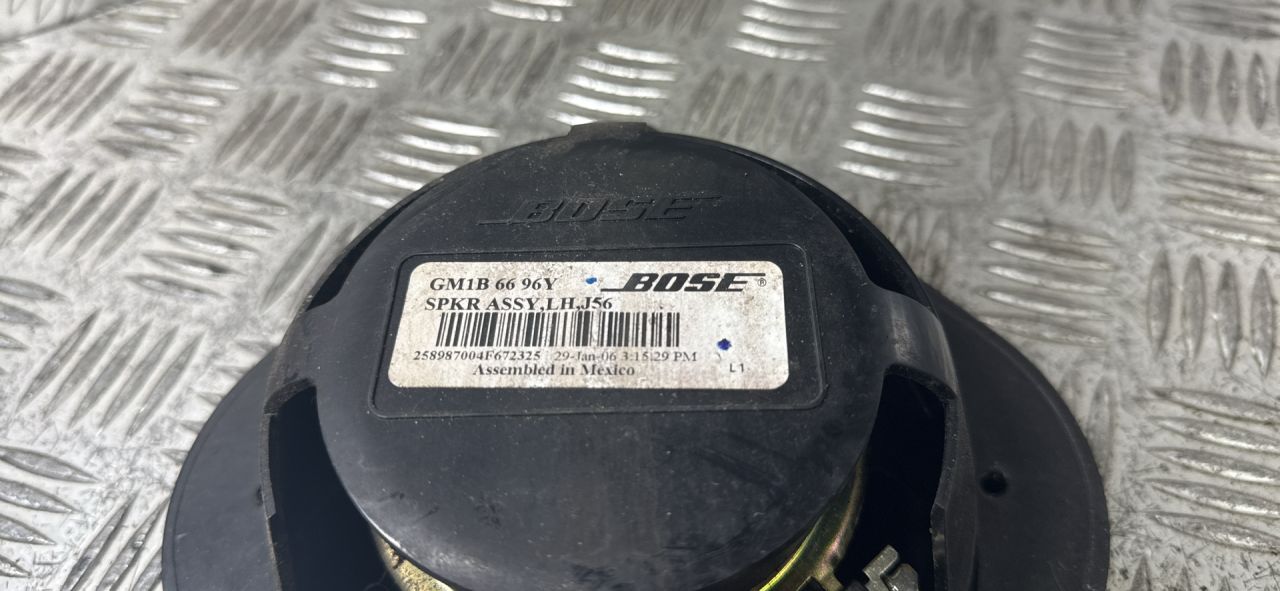 BOSE
GM1B 66 96Y BOSE®
SPKR ASSY,LH,J56
258987004F672325 29-Jan-06 3:15:29 PM
Assembled in Mexico L1